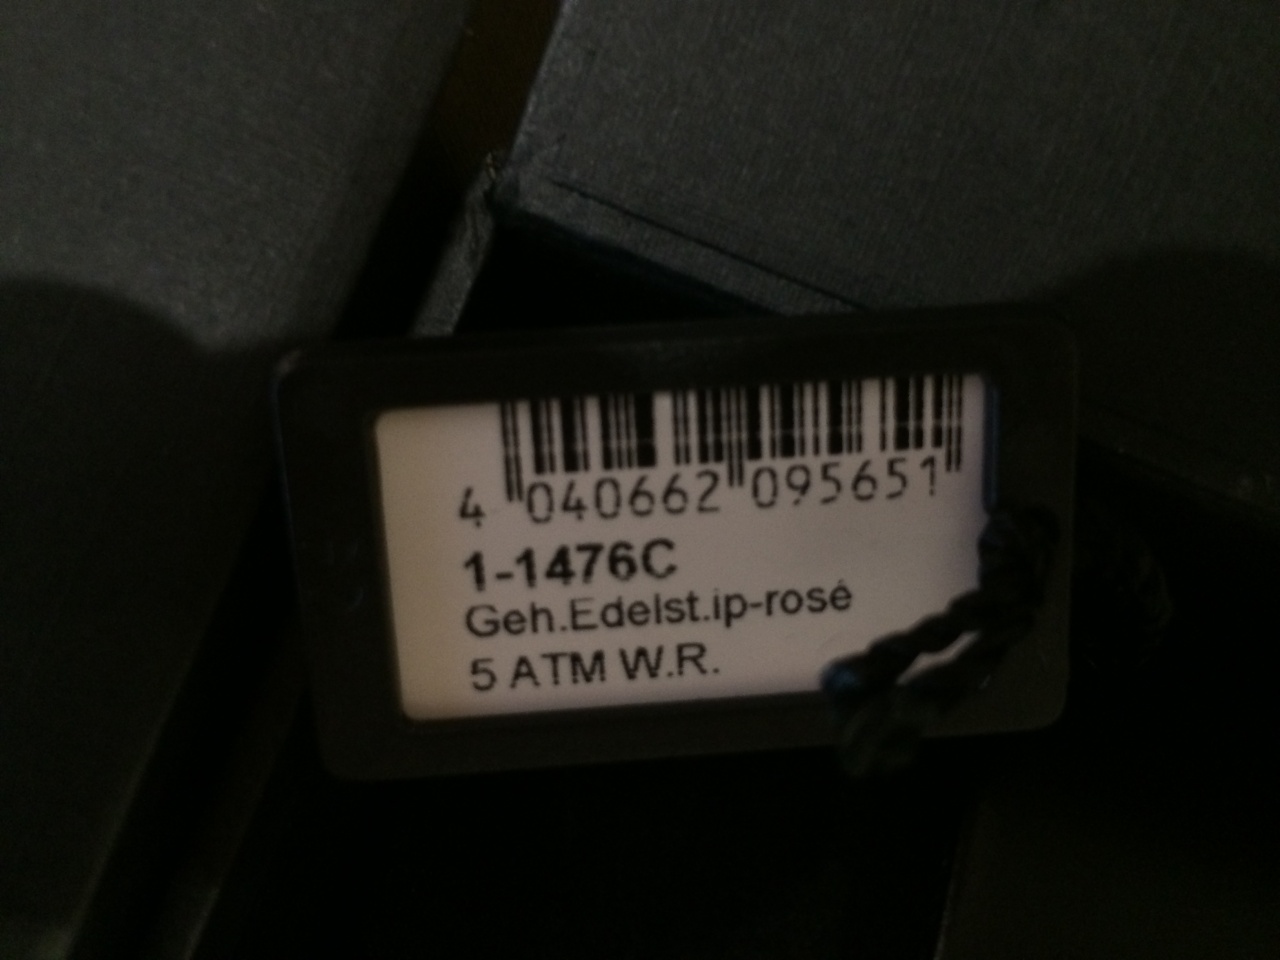 4 040662 095651
1-1476C
Geh.Edelst.ip-rosé
5 ATM W.R.